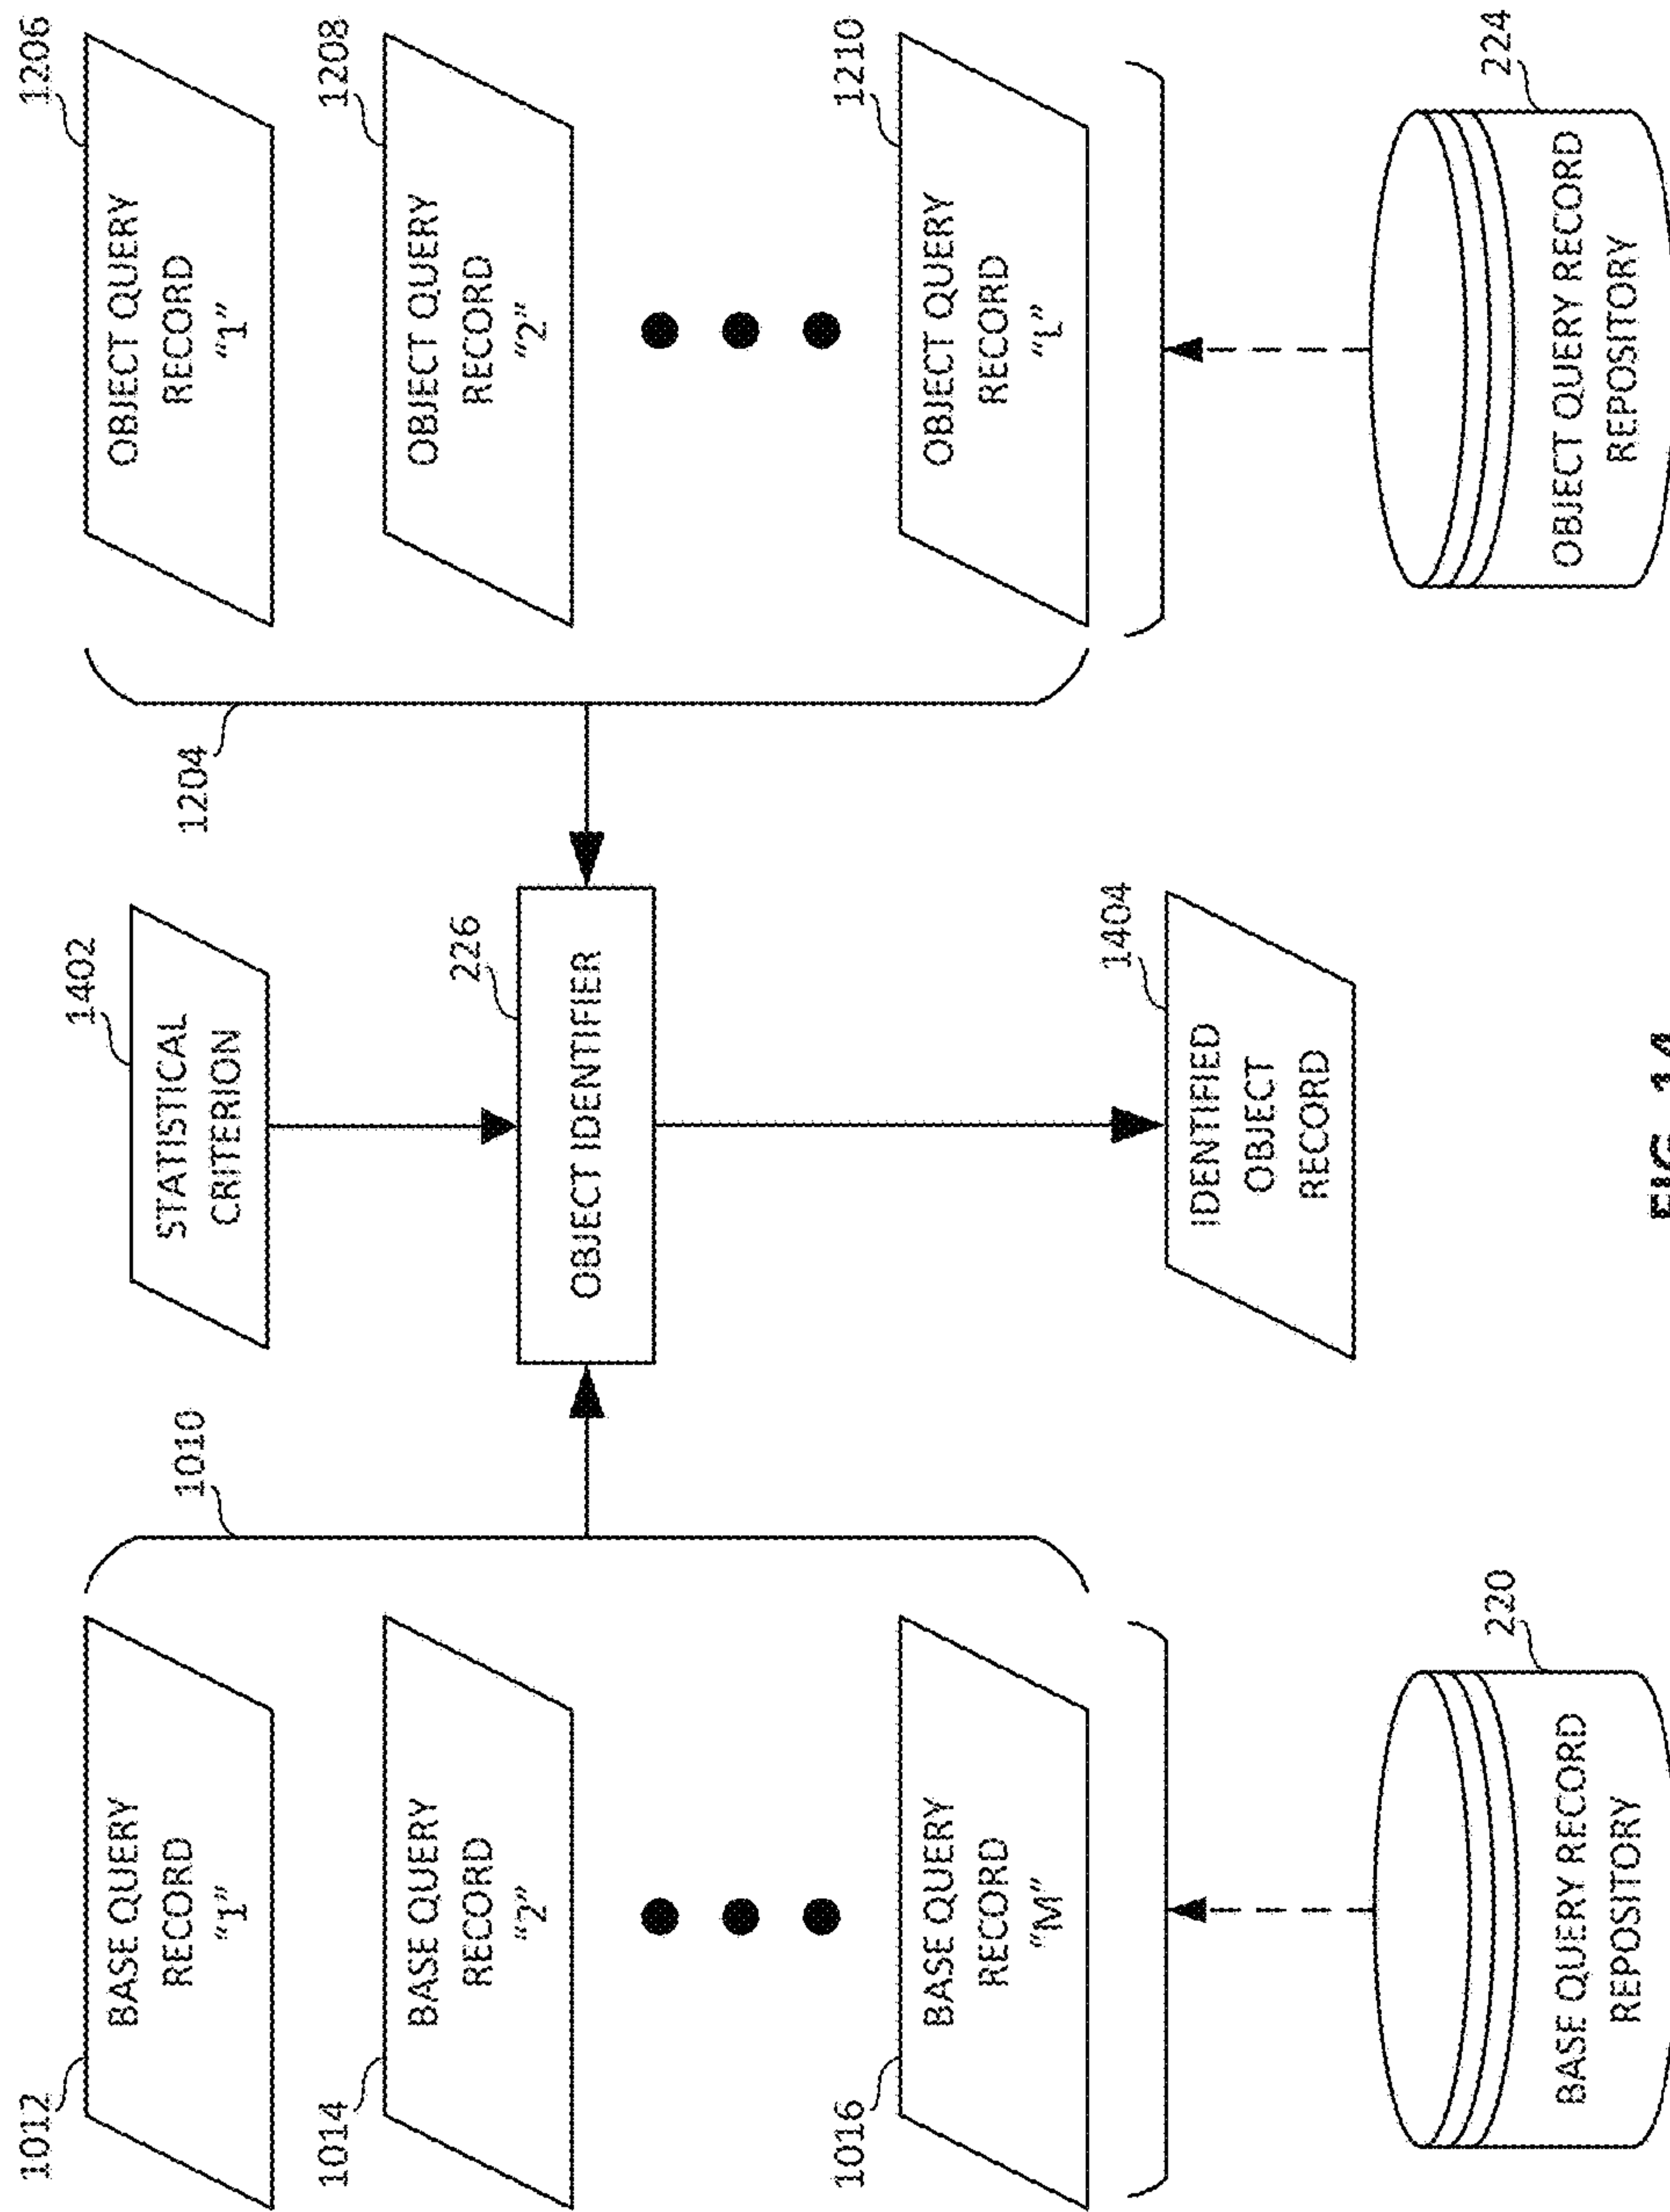 1012
BASE QUERY
RECORD
“1”
1014
BASE QUERY
RECORD
“2”
1016
BASE QUERY
RECORD
“M”
220
BASE QUERY RECORD
REPOSITORY
1010
1402
STATISTICAL
CRITERION
226
OBJECT IDENTIFIER
1404
IDENTIFIED
OBJECT
RECORD
1204
1206
OBJECT QUERY
RECORD
“1”
1208
OBJECT QUERY
RECORD
“2”
1210
OBJECT QUERY
RECORD
“L”
224
OBJECT QUERY RECORD
REPOSITORY
FIG. 14